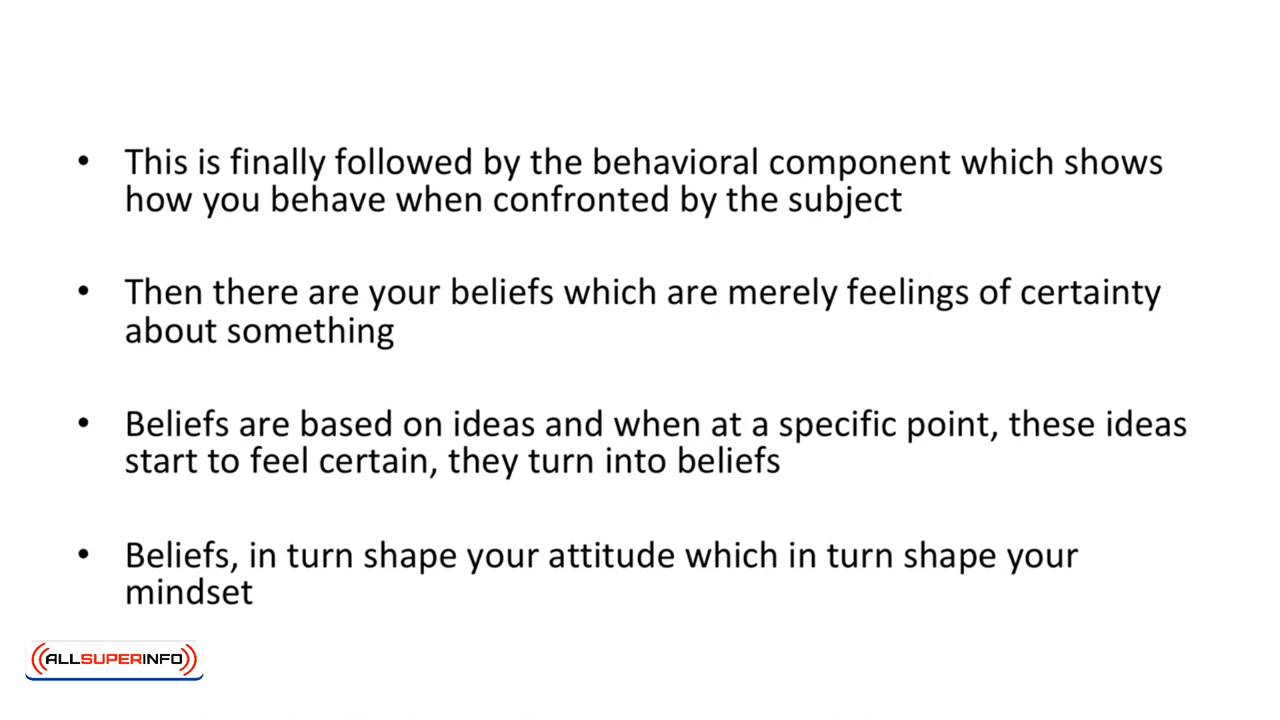 • This is finally followed by the behavioral component which shows
how you behave when confronted by the subject
• Then there are your beliefs which are merely feelings of certainty
about something
• Beliefs are based on ideas and when at a specific point, these ideas
start to feel certain, they turn into beliefs
• Beliefs, in turn shape your attitude which in turn shape your
mindset
ALLSUPERINFO